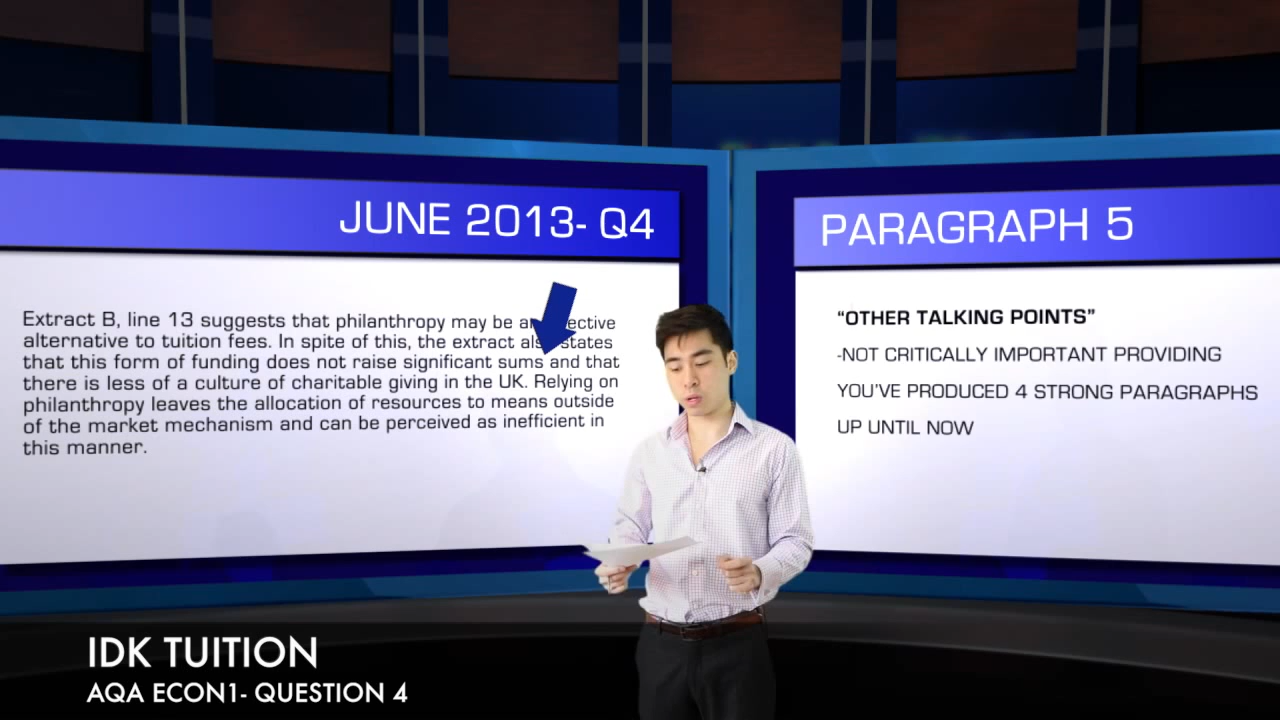 JUNE 2013- Q4
Extract B, line 13 suggests that philanthropy may be an
alternative to tuition fees. In spite of this, the extract also states
that this form of funding does not raise significant sums and that
there is less of a culture of charitable giving in the UK. Relying on
philanthropy leaves the allocation of resources to means outside
of the market mechanism and can be perceived as inefficient in
this manner.
PARAGRAPH 5
“OTHER TALKING POINTS”
-NOT CRITICALLY IMPORTANT PROVIDING
YOU'VE PRODUCED 4 STRONG PARAGRAPHS
UP UNTIL NOW
IDK TUITION
AQA ECON1- QUESTION 4